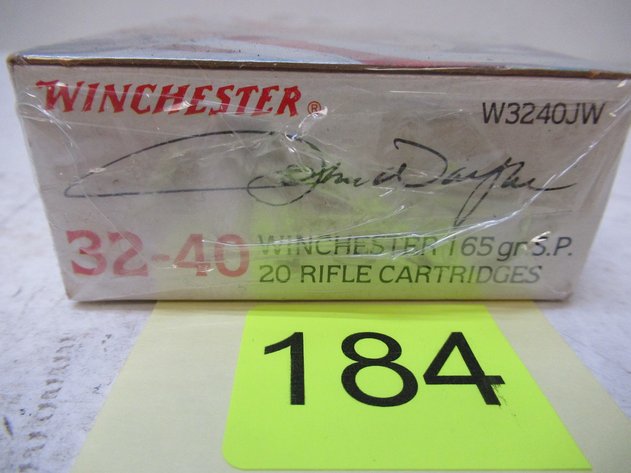 WINCHESTER®
W3240JW
32-40 WINCHESTER 165 gr. S.P.
20 RIFLE CARTRIDGES
184